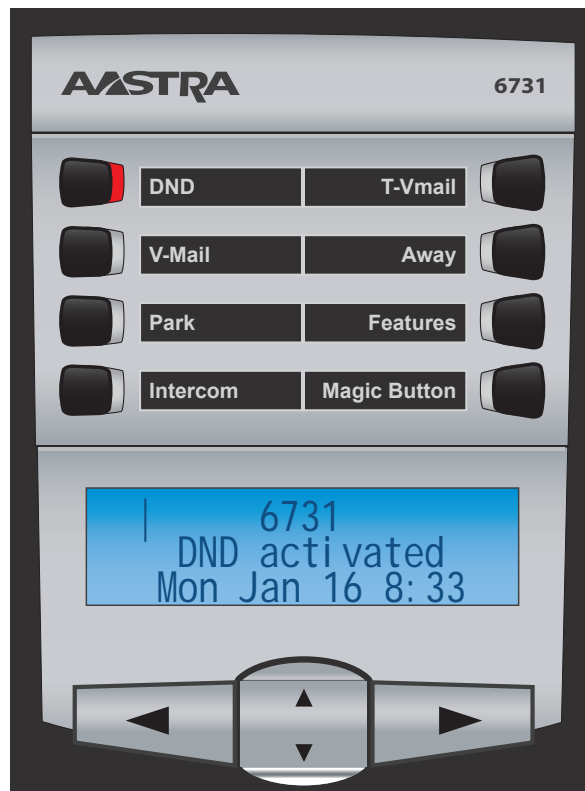 AASTRA 6731
DND T-Vmail
V-Mail Away
Park Features
Intercom Magic Button
6731
DND activated
Mon Jan 16 8:33